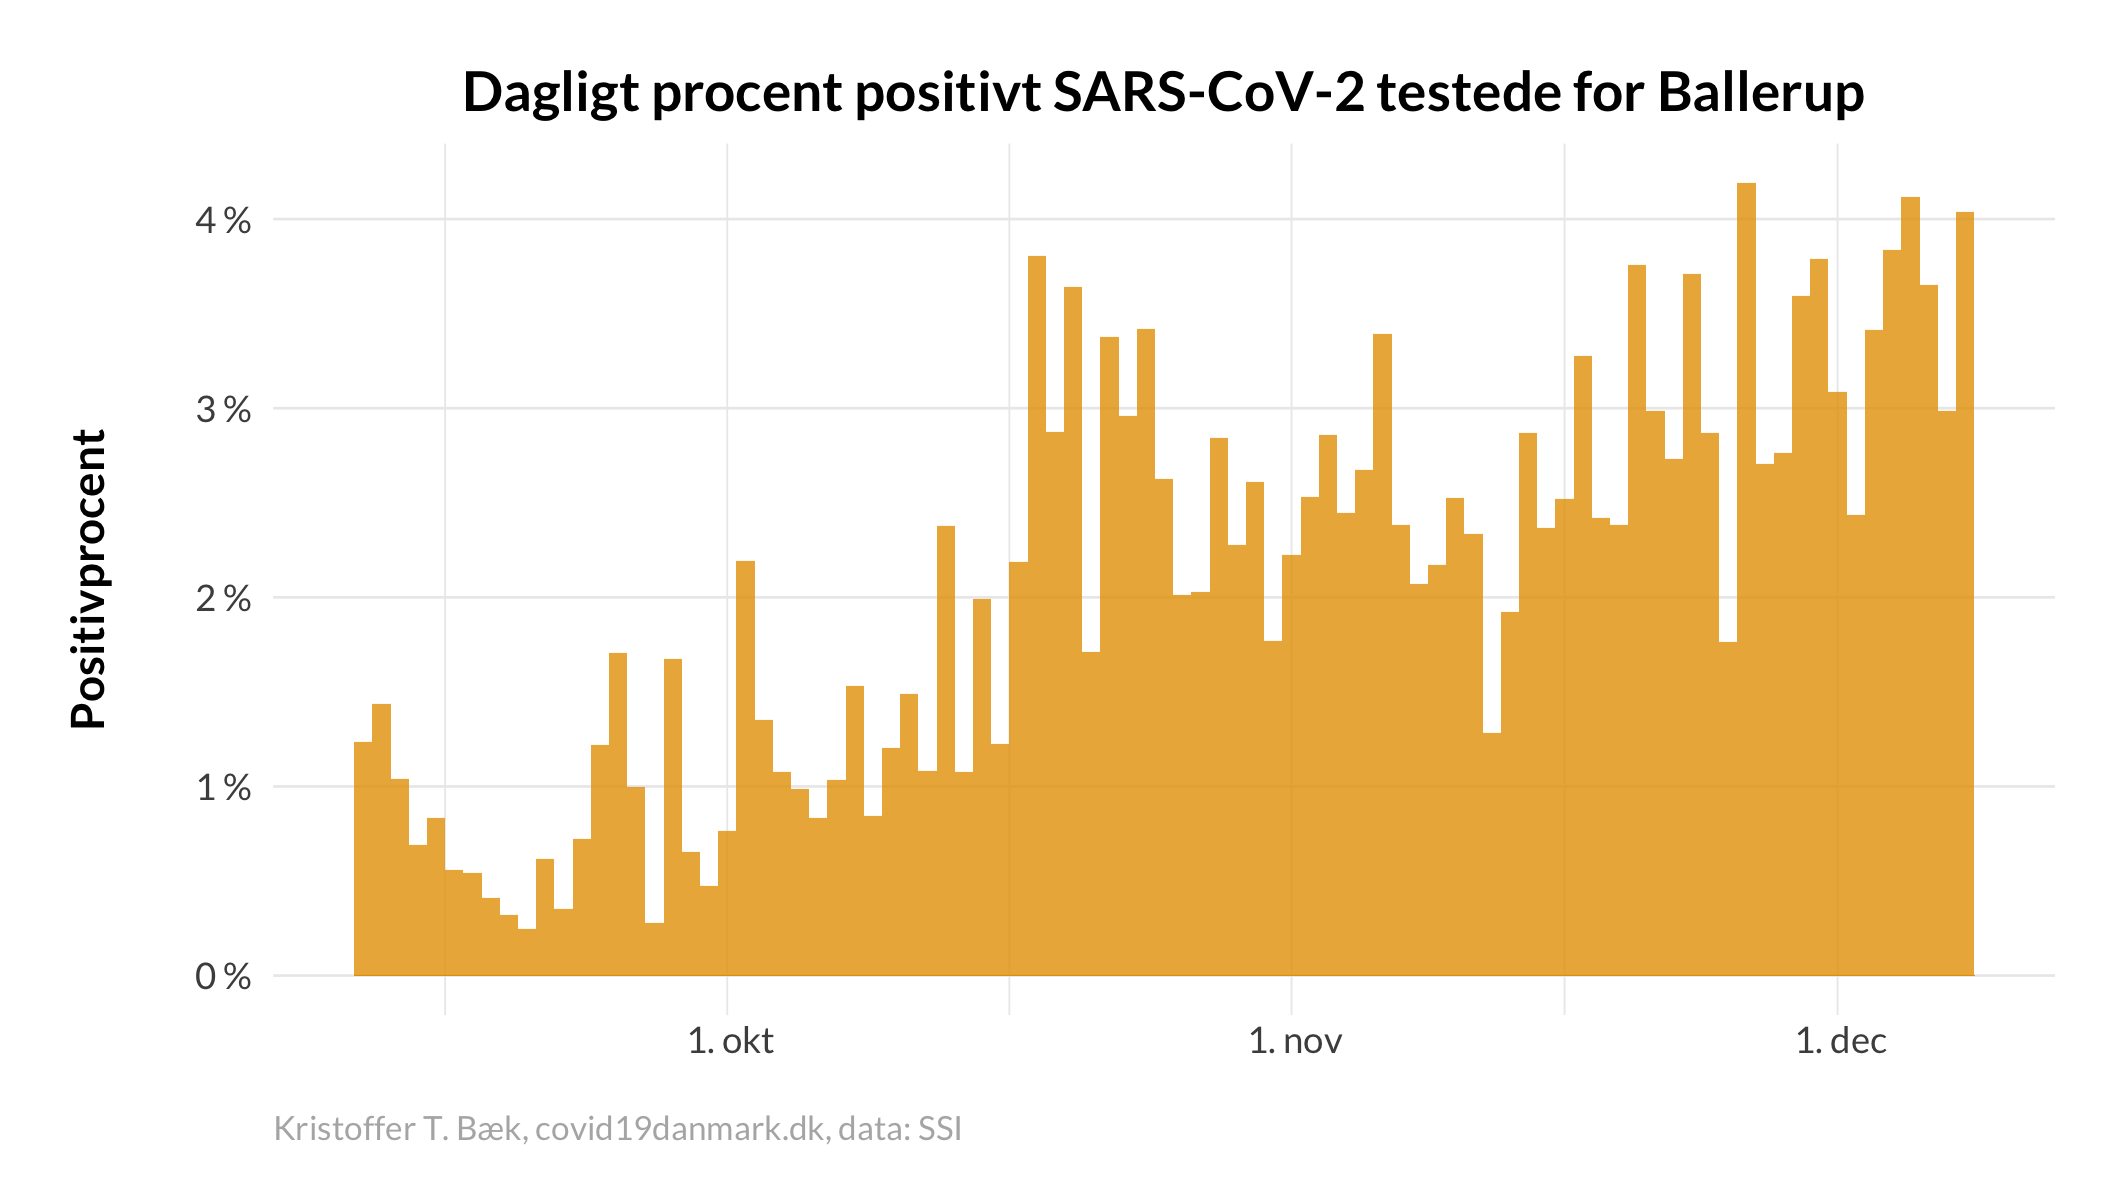 Dagligt procent positivt SARS-CoV-2 testede for Ballerup
Positivprocent
4 %
3 %
2 %
1 %
0 %
1. okt
1. nov
1. dec
Kristoffer T. Bæk, covid19danmark.dk, data: SSI